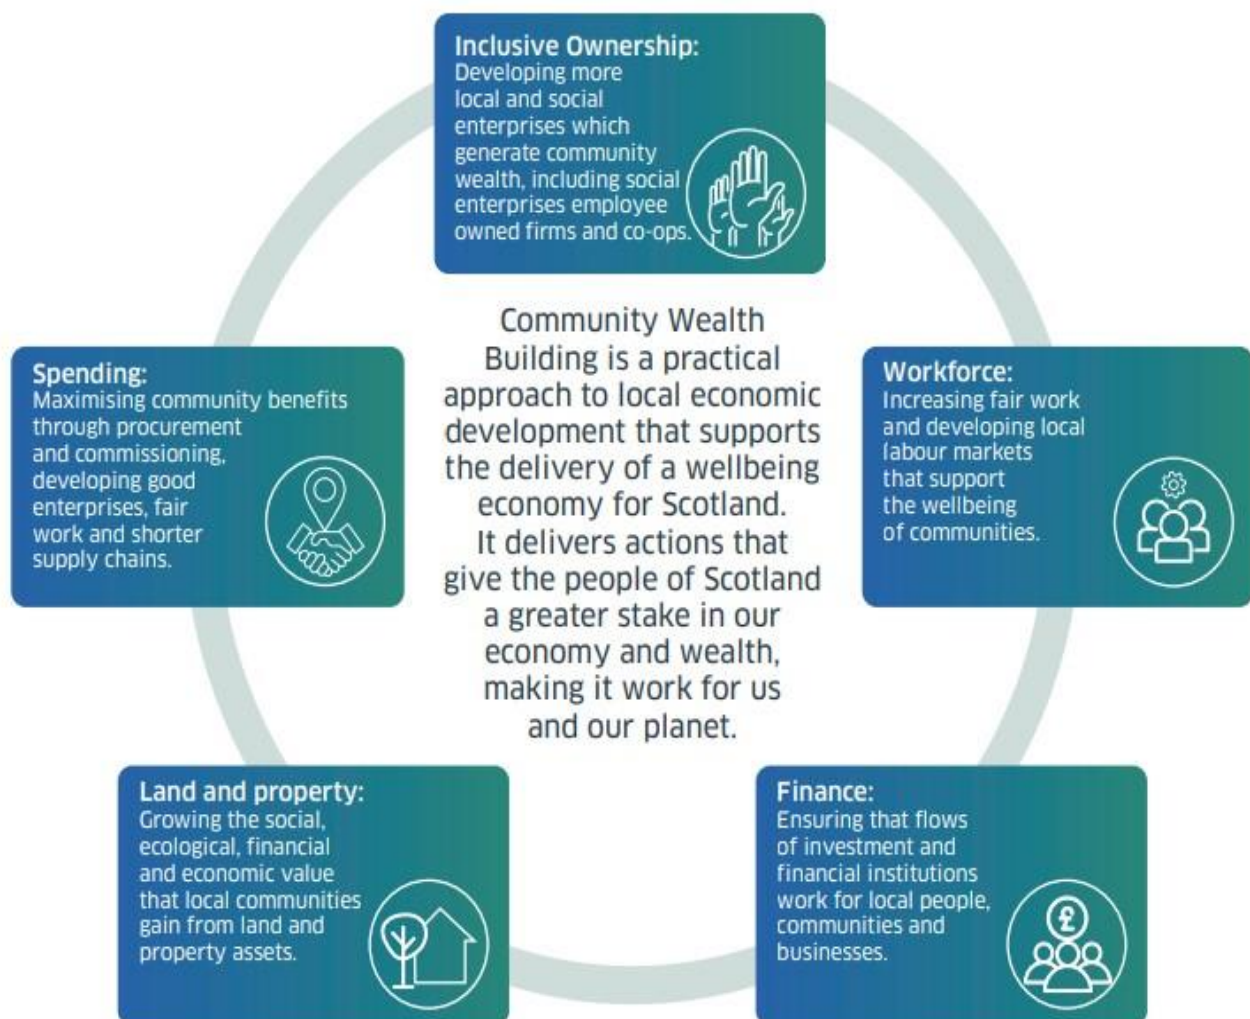 Inclusive Ownership:
Developing more
local and social
enterprises which
generate community
wealth, including social
enterprises employee
owned firms and co-ops.
Spending:
Maximising community benefits
through procurement
and commissioning,
developing good
enterprises, fair
work and shorter
supply chains.
Community Wealth
Building is a practical
approach to local economic
development that supports
the delivery of a wellbeing
economy for Scotland.
It delivers actions that
give the people of Scotland
a greater stake in our
economy and wealth,
making it work for us
and our planet.
Workforce:
Increasing fair work
and developing local
labour markets
that support
the wellbeing
of communities.
Land and property:
Growing the social,
ecological, financial
and economic value
that local communities
gain from land and
property assets.
Finance:
Ensuring that flows
of investment and
financial institutions
work for local people,
communities and
businesses.
£